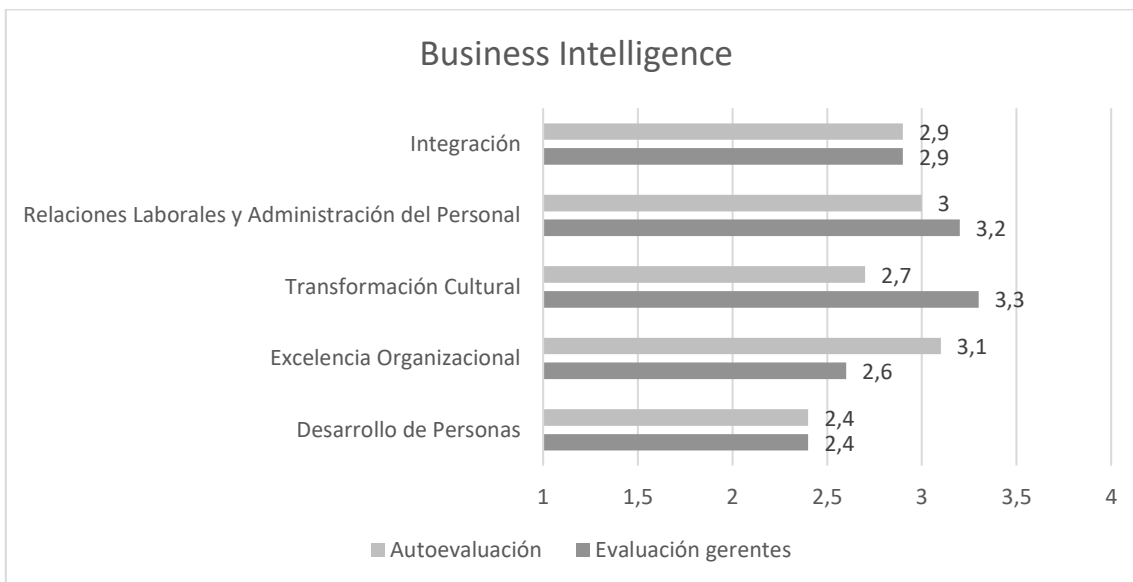 Business Intelligence
Integración
2,9
2,9
Relaciones Laborales y Administración del Personal
3
3,2
Transformación Cultural
2,7
3,3
Excelencia Organizacional
3,1
2,6
Desarrollo de Personas
2,4
2,4
1 1,5 2 2,5 3 3,5 4
Autoevaluación Evaluación gerentes